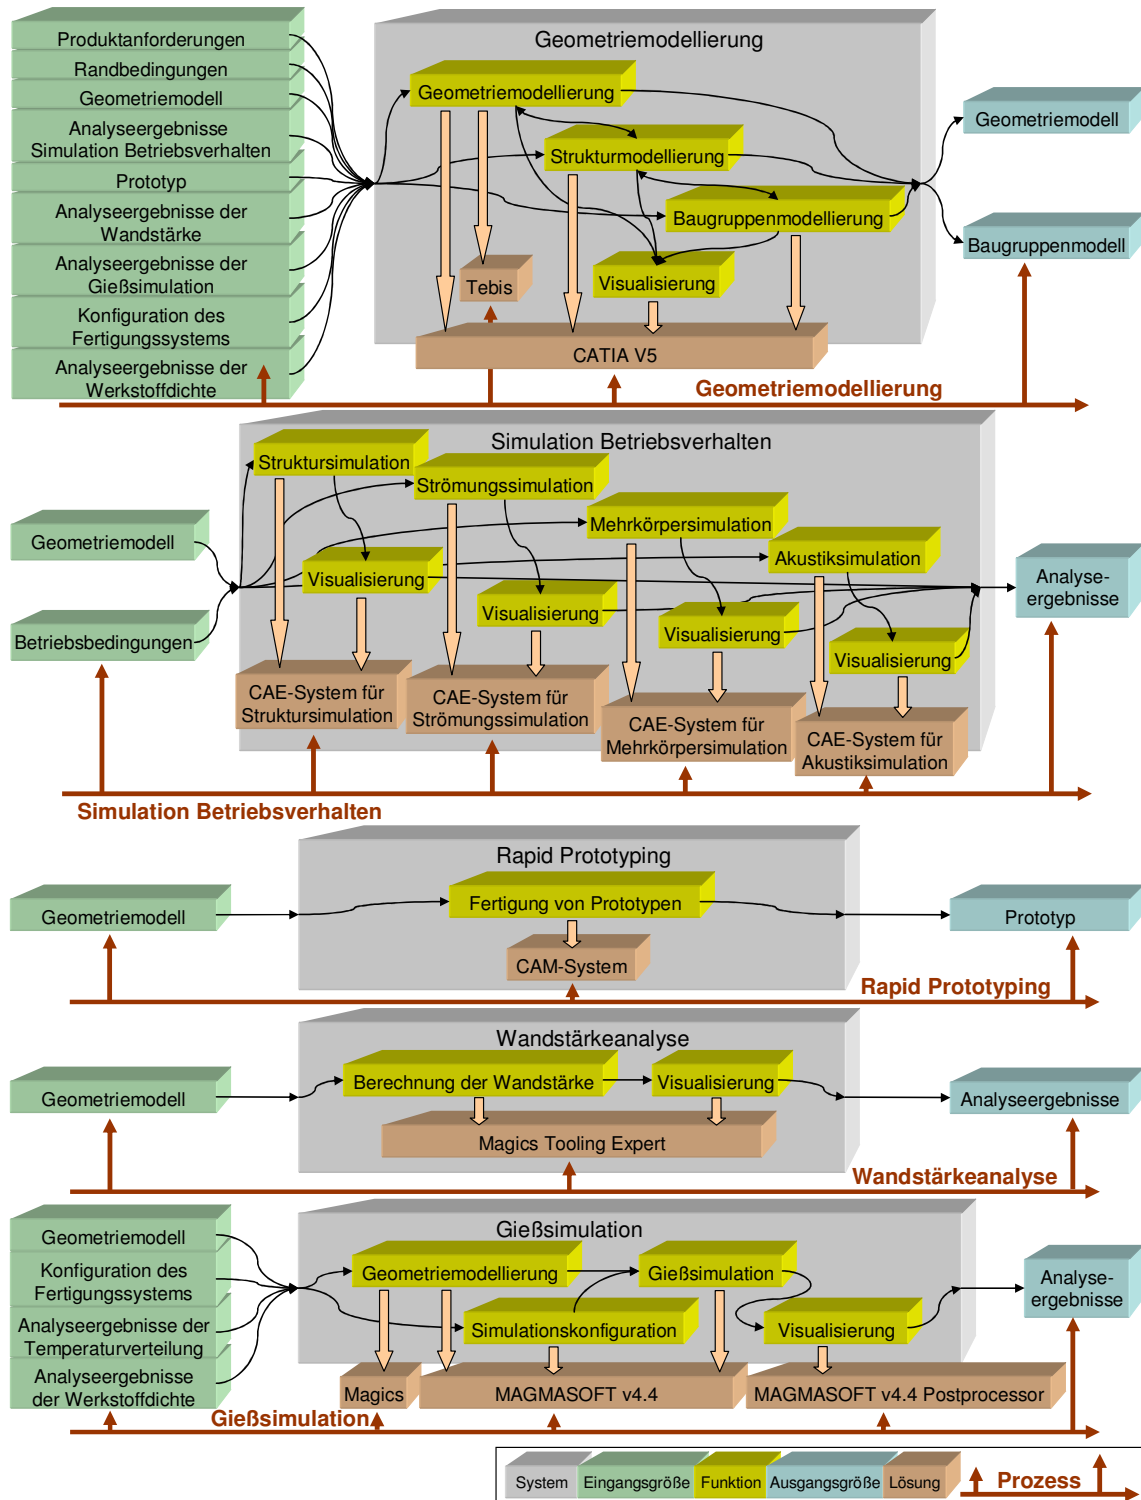 Geometriemodellierung
Produktanforderungen
Randbedingungen
Geometriemodell
Analyseergebnisse
Simulation Betriebsverhalten
Prototyp
Analyseergebnisse der
Wandstärke
Analyseergebnisse der
Gießsimulation
Konfiguration des
Fertigungssystems
Analyseergebnisse der
Werkstoffdichte
Geometriemodellierung
Strukturmodellierung
Baugruppenmodellierung
Visualisierung
Tebis
CATIA V5
Geometriemodell
Baugruppenmodell
Geometriemodellierung
Simulation Betriebsverhalten
Geometriemodell
Betriebsbedingungen
Struktursimulation
Strömungssimulation
Mehrkörpersimulation
Akustiksimulation
Visualisierung
Visualisierung
Visualisierung
Visualisierung
CAE-System für
Struktursimulation
CAE-System für
Strömungssimulation
CAE-System für
Mehrkörpersimulation
CAE-System für
Akustiksimulation
Analyse-
ergebnisse
Simulation Betriebsverhalten
Rapid Prototyping
Geometriemodell
Fertigung von Prototypen
CAM-System
Prototyp
Rapid Prototyping
Wandstärkeanalyse
Geometriemodell
Berechnung der Wandstärke
Visualisierung
Magics Tooling Expert
Analyseergebnisse
Wandstärkeanalyse
Gießsimulation
Geometriemodell
Konfiguration des
Fertigungssystems
Analyseergebnisse der
Temperaturverteilung
Analyseergebnisse
der Werkstoffdichte
Geometriemodellierung
Gießsimulation
Simulationskonfiguration
Visualisierung
Magics
MAGMASOFT v4.4
MAGMASOFT v4.4 Postprocessor
Analyse-
ergebnisse
Gießsimulation
System
Eingangsgröße
Funktion
Ausgangsgröße
Lösung
Prozess